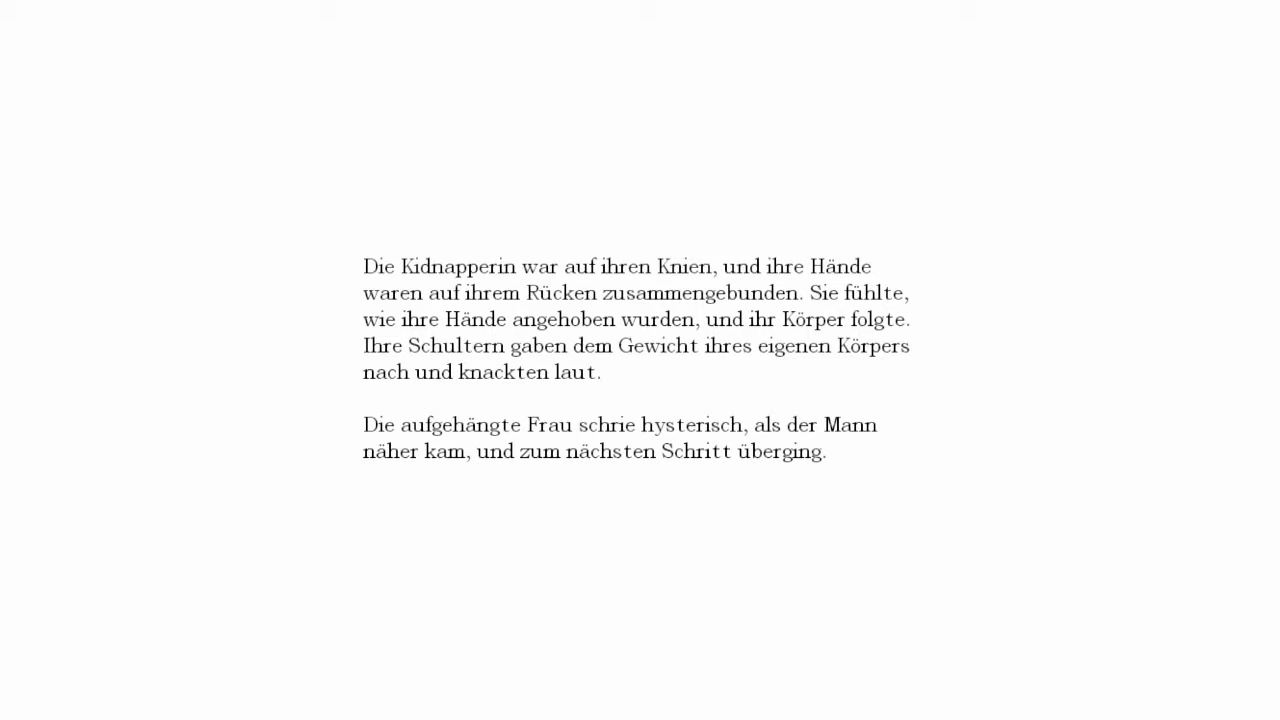 Die Kidnapperin war auf ihren Knien, und ihre Hände
waren auf ihrem Rücken zusammengebunden. Sie fühlte,
wie ihre Hände angehoben wurden, und ihr Körper folgte.
Ihre Schultern gaben dem Gewicht ihres eigenen Körpers
nach und knackten laut.
Die aufgehängte Frau schrie hysterisch, als der Mann
näher kam, und zum nächsten Schritt überging.